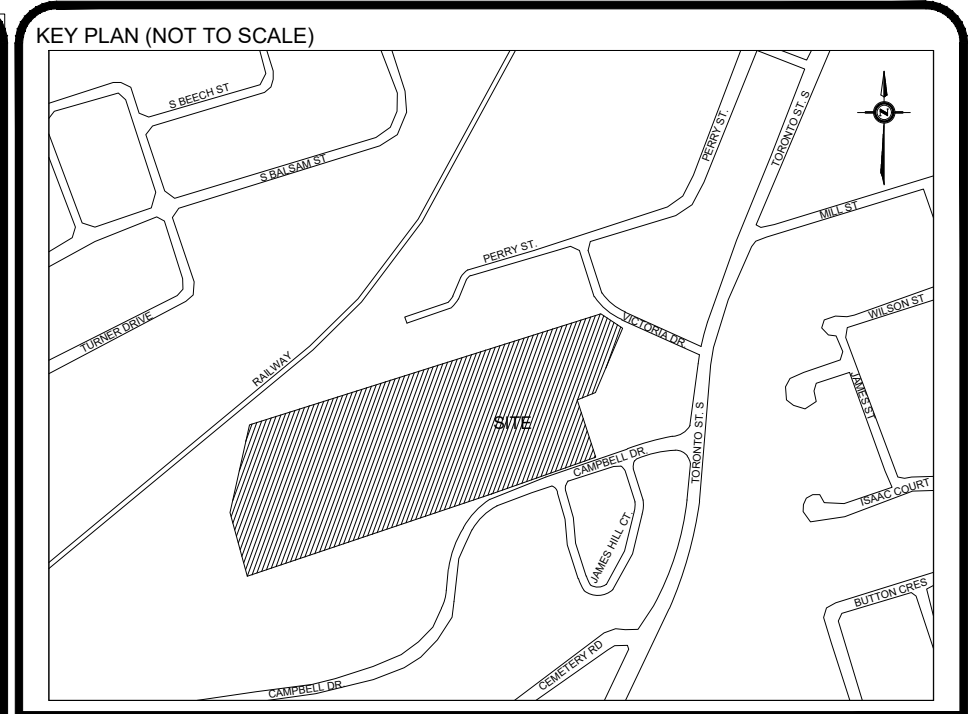 KEY PLAN (NOT TO SCALE)
S BEECH ST
S BALSAM ST
PERRY ST.
TORONTO ST. S
N
MILL ST
PERRY ST.
WILSON ST
VICTORIA DR
TURNER DRIVE
RAILWAY
JAMES ST
SITE
TORONTO ST. S
CAMPBELL DR.
ISAAC COURT
JAMES HILL CT.
BUTTON CRES
CEMETERY RD
CAMPBELL DR